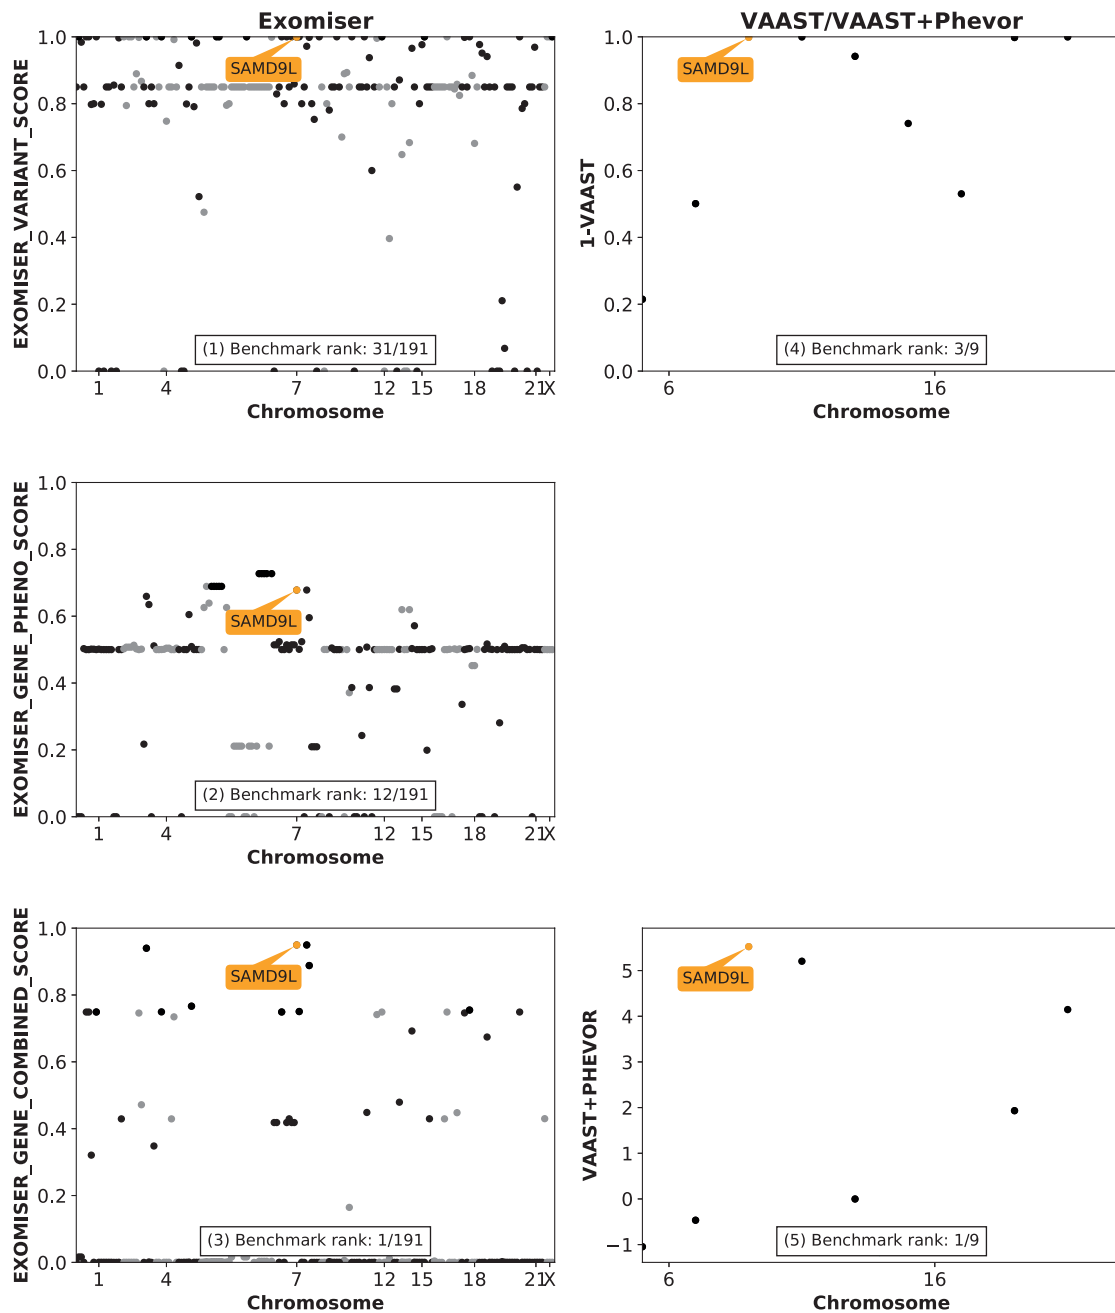 Exomiser
VAAST/VAAST+Phevor
EXOMISER_VARIANT_SCORE
1.0
0.8
0.6
0.4
0.2
0.0
SAMD9L
(1) Benchmark rank: 31/191
1 4 7 12 15 18 21 X
Chromosome
1-VAAST
1.0
0.8
0.6
0.4
0.2
0.0
SAMD9L
(4) Benchmark rank: 3/9
6 16
Chromosome
EXOMISER_GENE_PHENO_SCORE
1.0
0.8
0.6
0.4
0.2
0.0
SAMD9L
(2) Benchmark rank: 12/191
1 4 7 12 15 18 21 X
Chromosome
EXOMISER_GENE_COMBINED_SCORE
1.0
0.8
0.6
0.4
0.2
0.0
SAMD9L
(3) Benchmark rank: 1/191
1 4 7 12 15 18 21 X
Chromosome
VAAST+PHEVOR
5
4
3
2
1
0
−1
SAMD9L
(5) Benchmark rank: 1/9
6 16
Chromosome